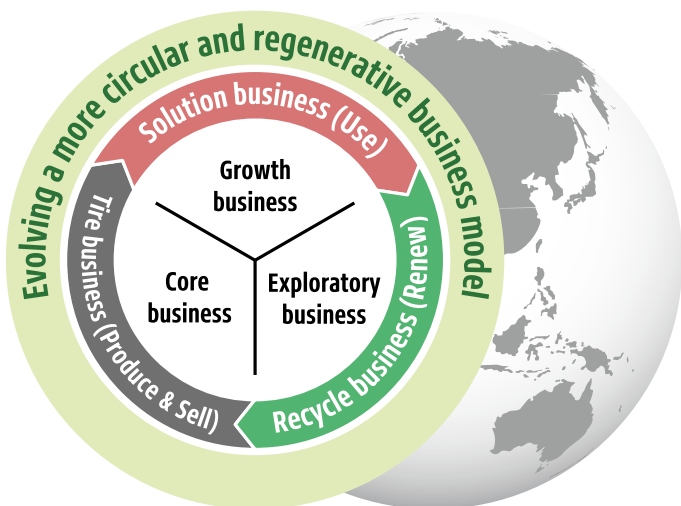 Evolving a more circular and regenerative business model
Solution business (Use)
Growth
business
Tire business (Produce & Sell)
Core
business
Exploratory
business
Recycle business (Renew)